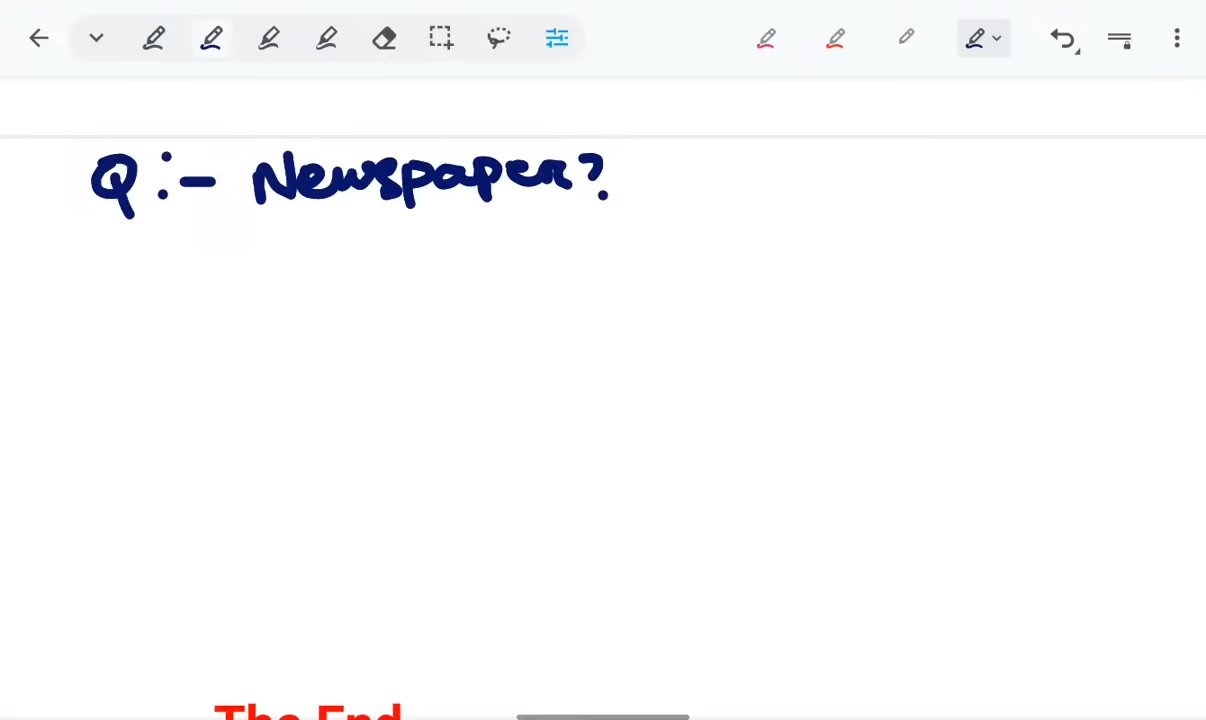 Q :- Newspaper?
The End